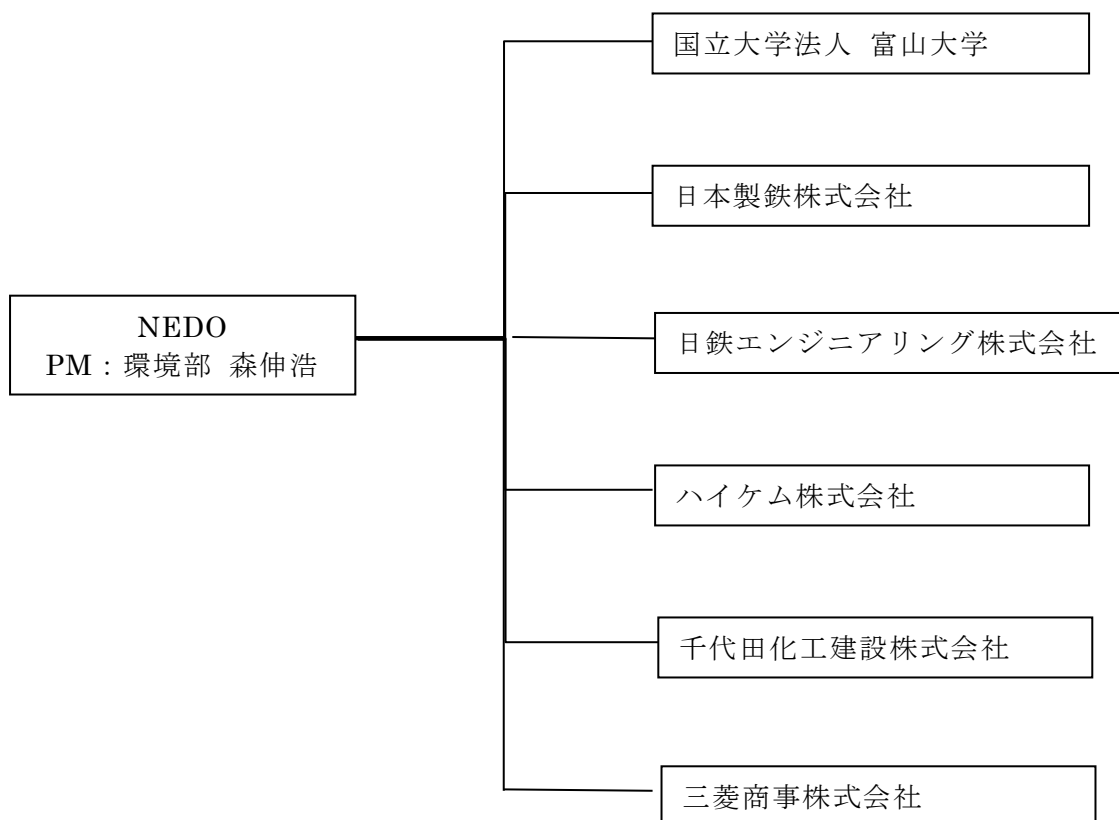 国立大学法人 富山大学
日本製鉄株式会社
NEDO
PM：環境部 森伸浩
日鉄エンジニアリング株式会社
ハイケム株式会社
千代田化工建設株式会社
三菱商事株式会社